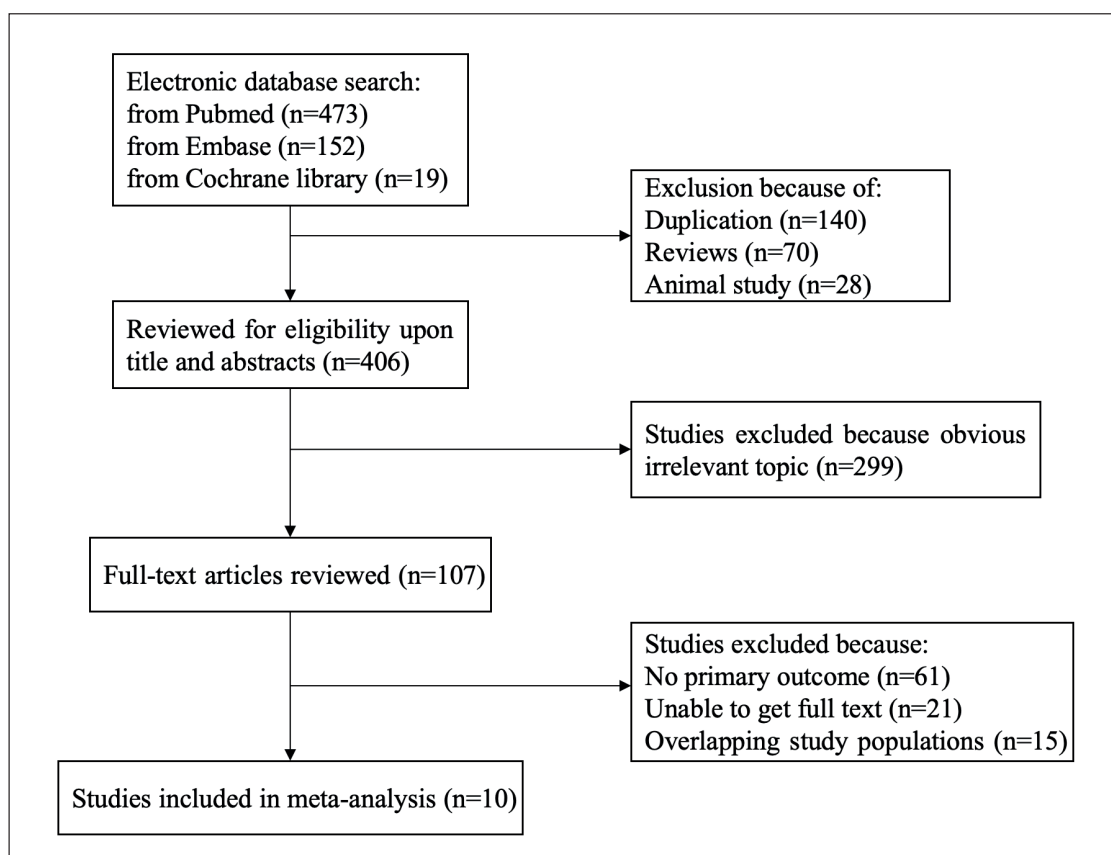 Electronic database search:
from Pubmed (n=473)
from Embase (n=152)
from Cochrane library (n=19)
Exclusion because of:
Duplication (n=140)
Reviews (n=70)
Animal study (n=28)
Reviewed for eligibility upon
title and abstracts (n=406)
Studies excluded because obvious
irrelevant topic (n=299)
Full-text articles reviewed (n=107)
Studies excluded because:
No primary outcome (n=61)
Unable to get full text (n=21)
Overlapping study populations (n=15)
Studies included in meta-analysis (n=10)